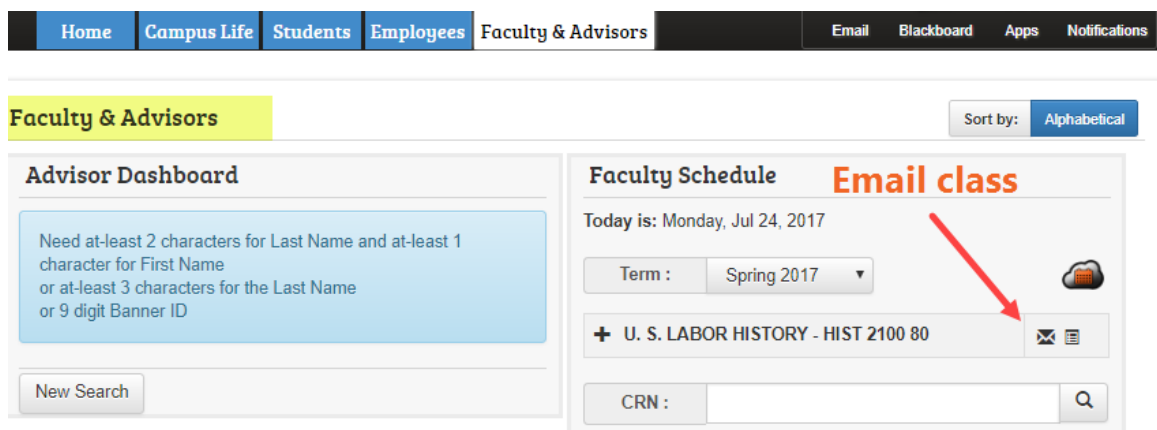 Home Campus Life Students Employees Faculty & Advisors Email Blackboard Apps Notifications
Faculty & Advisors
Sort by: Alphabetical
Advisor Dashboard
Need at-least 2 characters for Last Name and at-least 1
character for First Name
or at-least 3 characters for the Last Name
or 9 digit Banner ID
New Search
Faculty Schedule
Email class
Today is: Monday, Jul 24, 2017
Term : Spring 2017
U. S. LABOR HISTORY - HIST 2100 80
CRN :